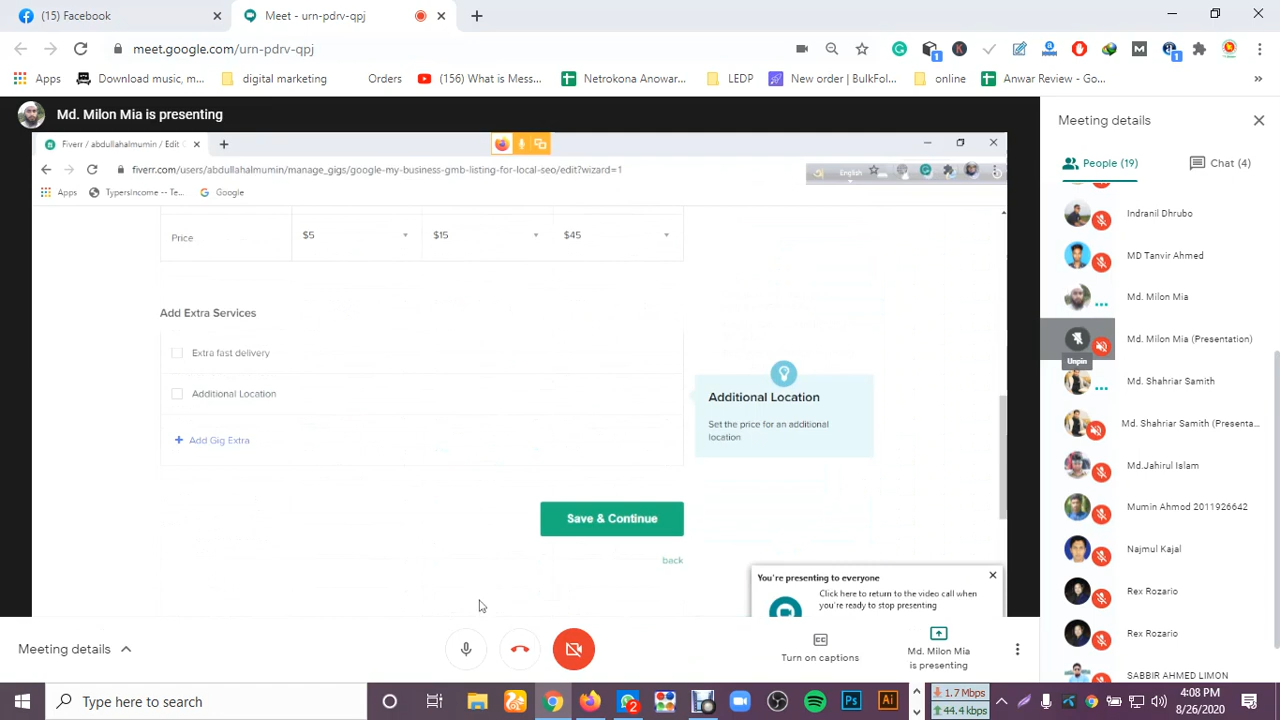 (15) Facebook
Meet - urn-pdrv-qpj
meet.google.com/urn-pdrv-qpj
Apps
Download music, m...
digital marketing
Orders
(156) What is Mess...
Netrokona Anowar...
LEDP
New order | BulkFol...
online
Anwar Review - Go...
»
Md. Milon Mia is presenting
Fiverr / abdullahalmumin / Edit
fiverr.com/users/abdullahalmumin/manage_gigs/google-my-business-gmb-listing-for-local-seo/edit?wizard=1
English
Apps
TypersIncome -- Te...
Google
Price
$5
$15
$45
Add Extra Services
Extra fast delivery
Additional Location
+ Add Gig Extra
Additional Location
Set the price for an additional
location
Save & Continue
back
You're presenting to everyone
Click here to return to the video call when
you're ready to stop presenting
Meeting details
People (19)
Chat (4)
Indranil Dhrubo
MD Tanvir Ahmed
Md. Milon Mia
Md. Milon Mia (Presentation)
Unpin
Md. Shahriar Samith
Md. Shahriar Samith (Presenta...
Md.Jahirul Islam
Mumin Ahmod 2011926642
Najmul Kajal
Rex Rozario
Rex Rozario
SABBIR AHMED LIMON
Meeting details
Turn on captions
Md. Milon Mia
is presenting
Type here to search
2
Ps
Ai
1.7 Mbps
44.4 kbps
4:08 PM
8/26/2020